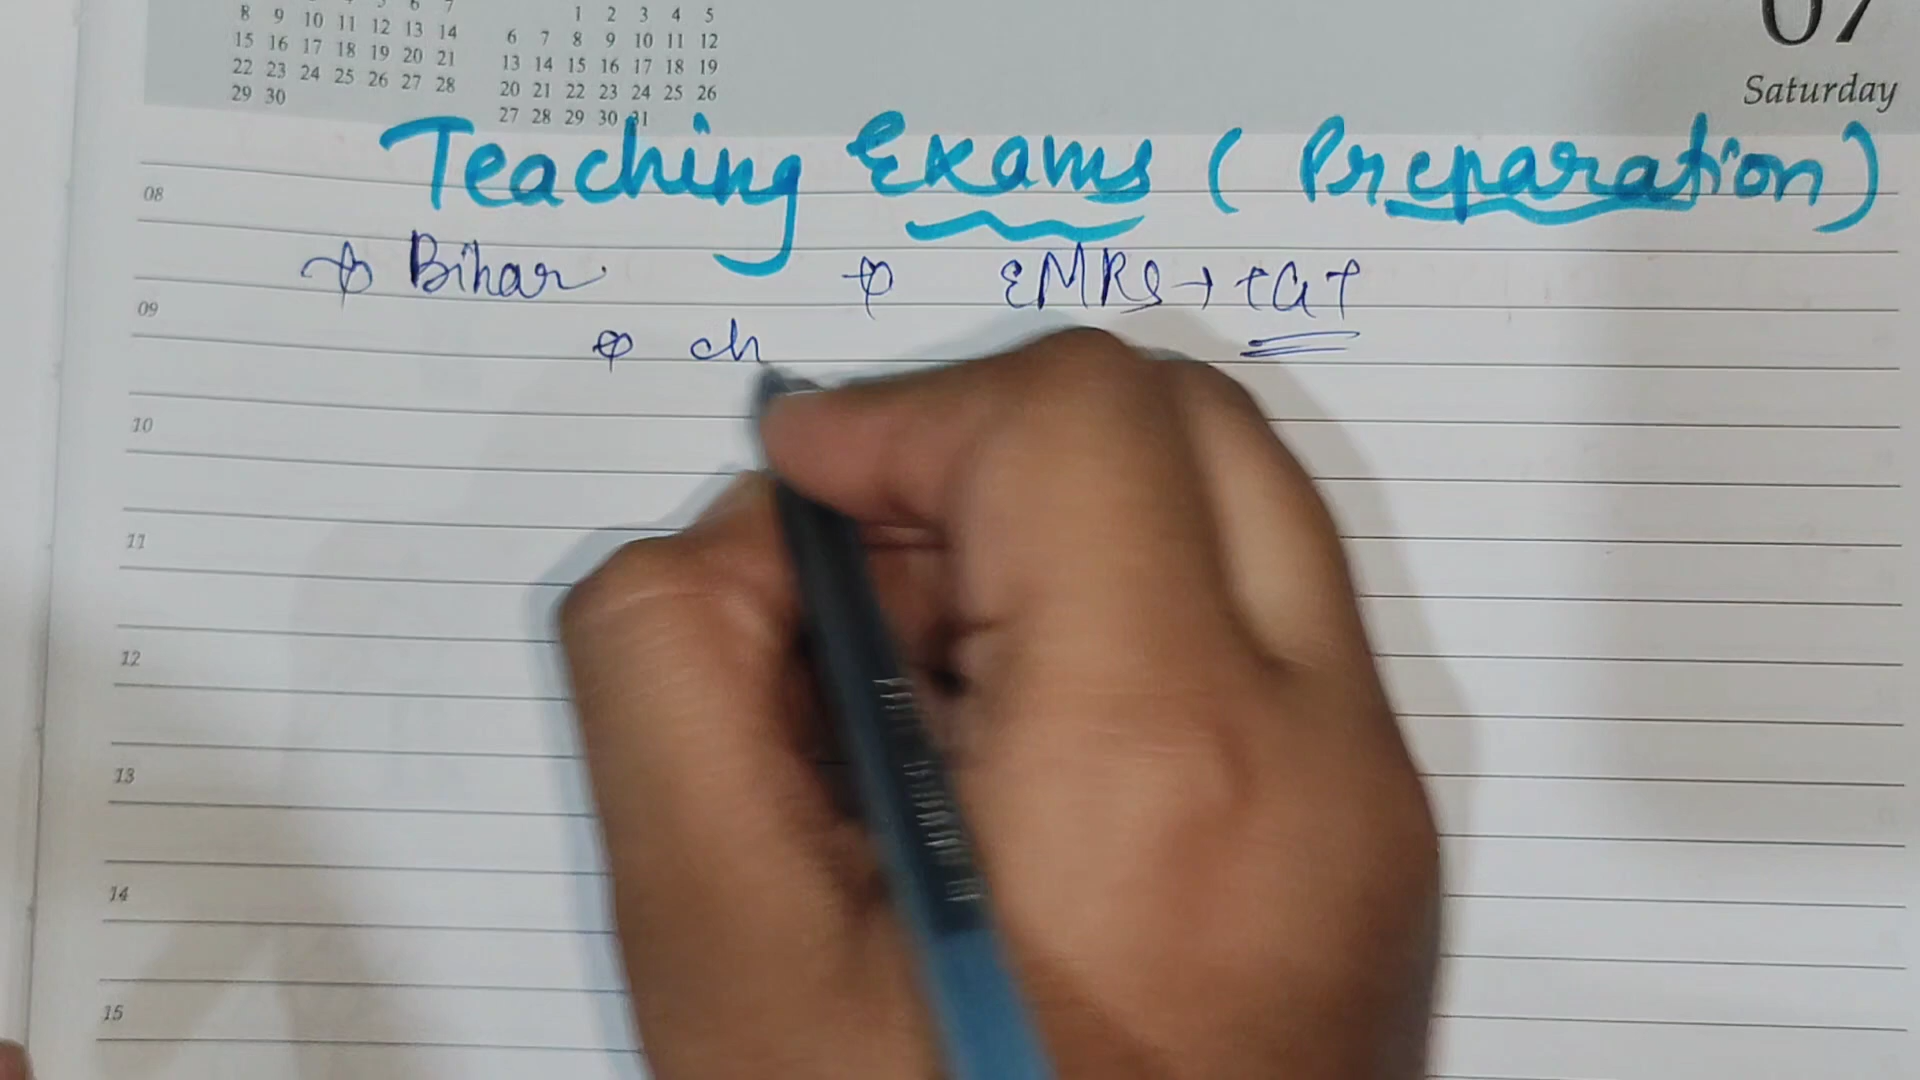 8 9 10 11 12 13 14
15 16 17 18 19 20 21
22 23 24 25 26 27 28
29 30
1 2 3 4 5
6 7 8 9 10 11 12
13 14 15 16 17 18 19
20 21 22 23 24 25 26
27 28 29 30 31
07
Saturday
Teaching Exams (Preparation)
08
Bihar EMRS → TGT
09
ch
10
11
12
13
14
15